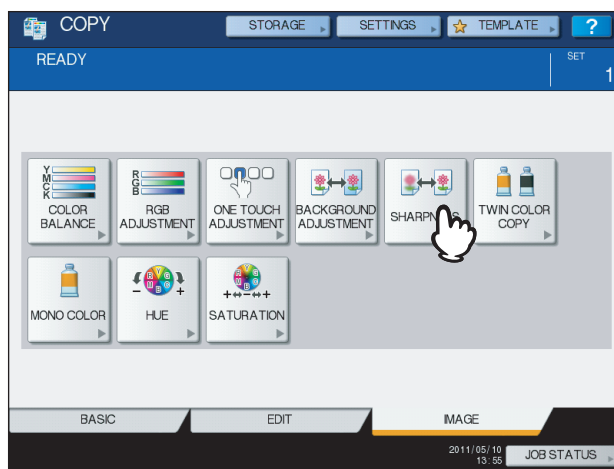 COPY
STORAGE
SETTINGS
TEMPLATE
?
READY
SET
1
Y
M
C
K
COLOR
BALANCE
R
G
B
RGB
ADJUSTMENT
ONE TOUCH
ADJUSTMENT
BACKGROUND
ADJUSTMENT
TWIN COLOR
COPY
MONO COLOR
HUE
SATURATION
BASIC
EDIT
IMAGE
2011/05/10
13:55
JOB STATUS